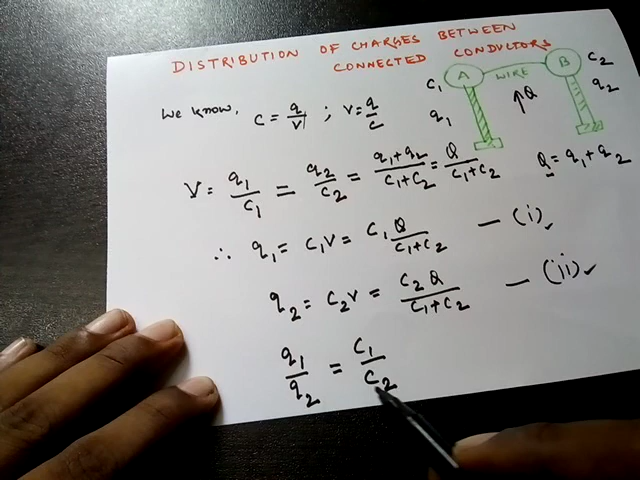 DISTRIBUTION OF CHARGES BETWEEN
CONNECTED CONDUCTORS
A WIRE B
C₁ q₁
C₂ q₂
↑Q
We know, C = q/V ; V = q/C
V = q₁/C₁ = q₂/C₂ = (q₁+q₂)/(C₁+C₂) = Q/(C₁+C₂)
Q = q₁ + q₂
∴ q₁ = C₁V = C₁Q/(C₁+C₂) — (i)
q₂ = C₂V = C₂Q/(C₁+C₂) — (ii)
q₁/q₂ = C₁/C₂